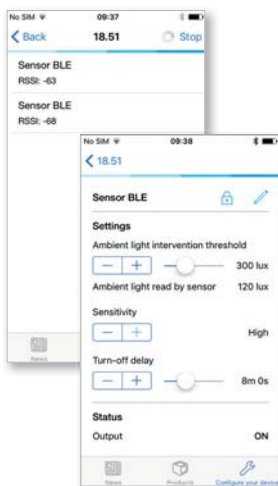 No SIM 09:37
Back 18.51 Stop
Sensor BLE
RSSI: -63
Sensor BLE
RSSI: -68
News
No SIM 09:38
18.51
Sensor BLE
Settings
Ambient light intervention threshold
− + 300 lux
Ambient light read by sensor 120 lux
Sensitivity
− + High
Turn-off delay
− + 8m 0s
Status
Output ON
News Products Configure your device